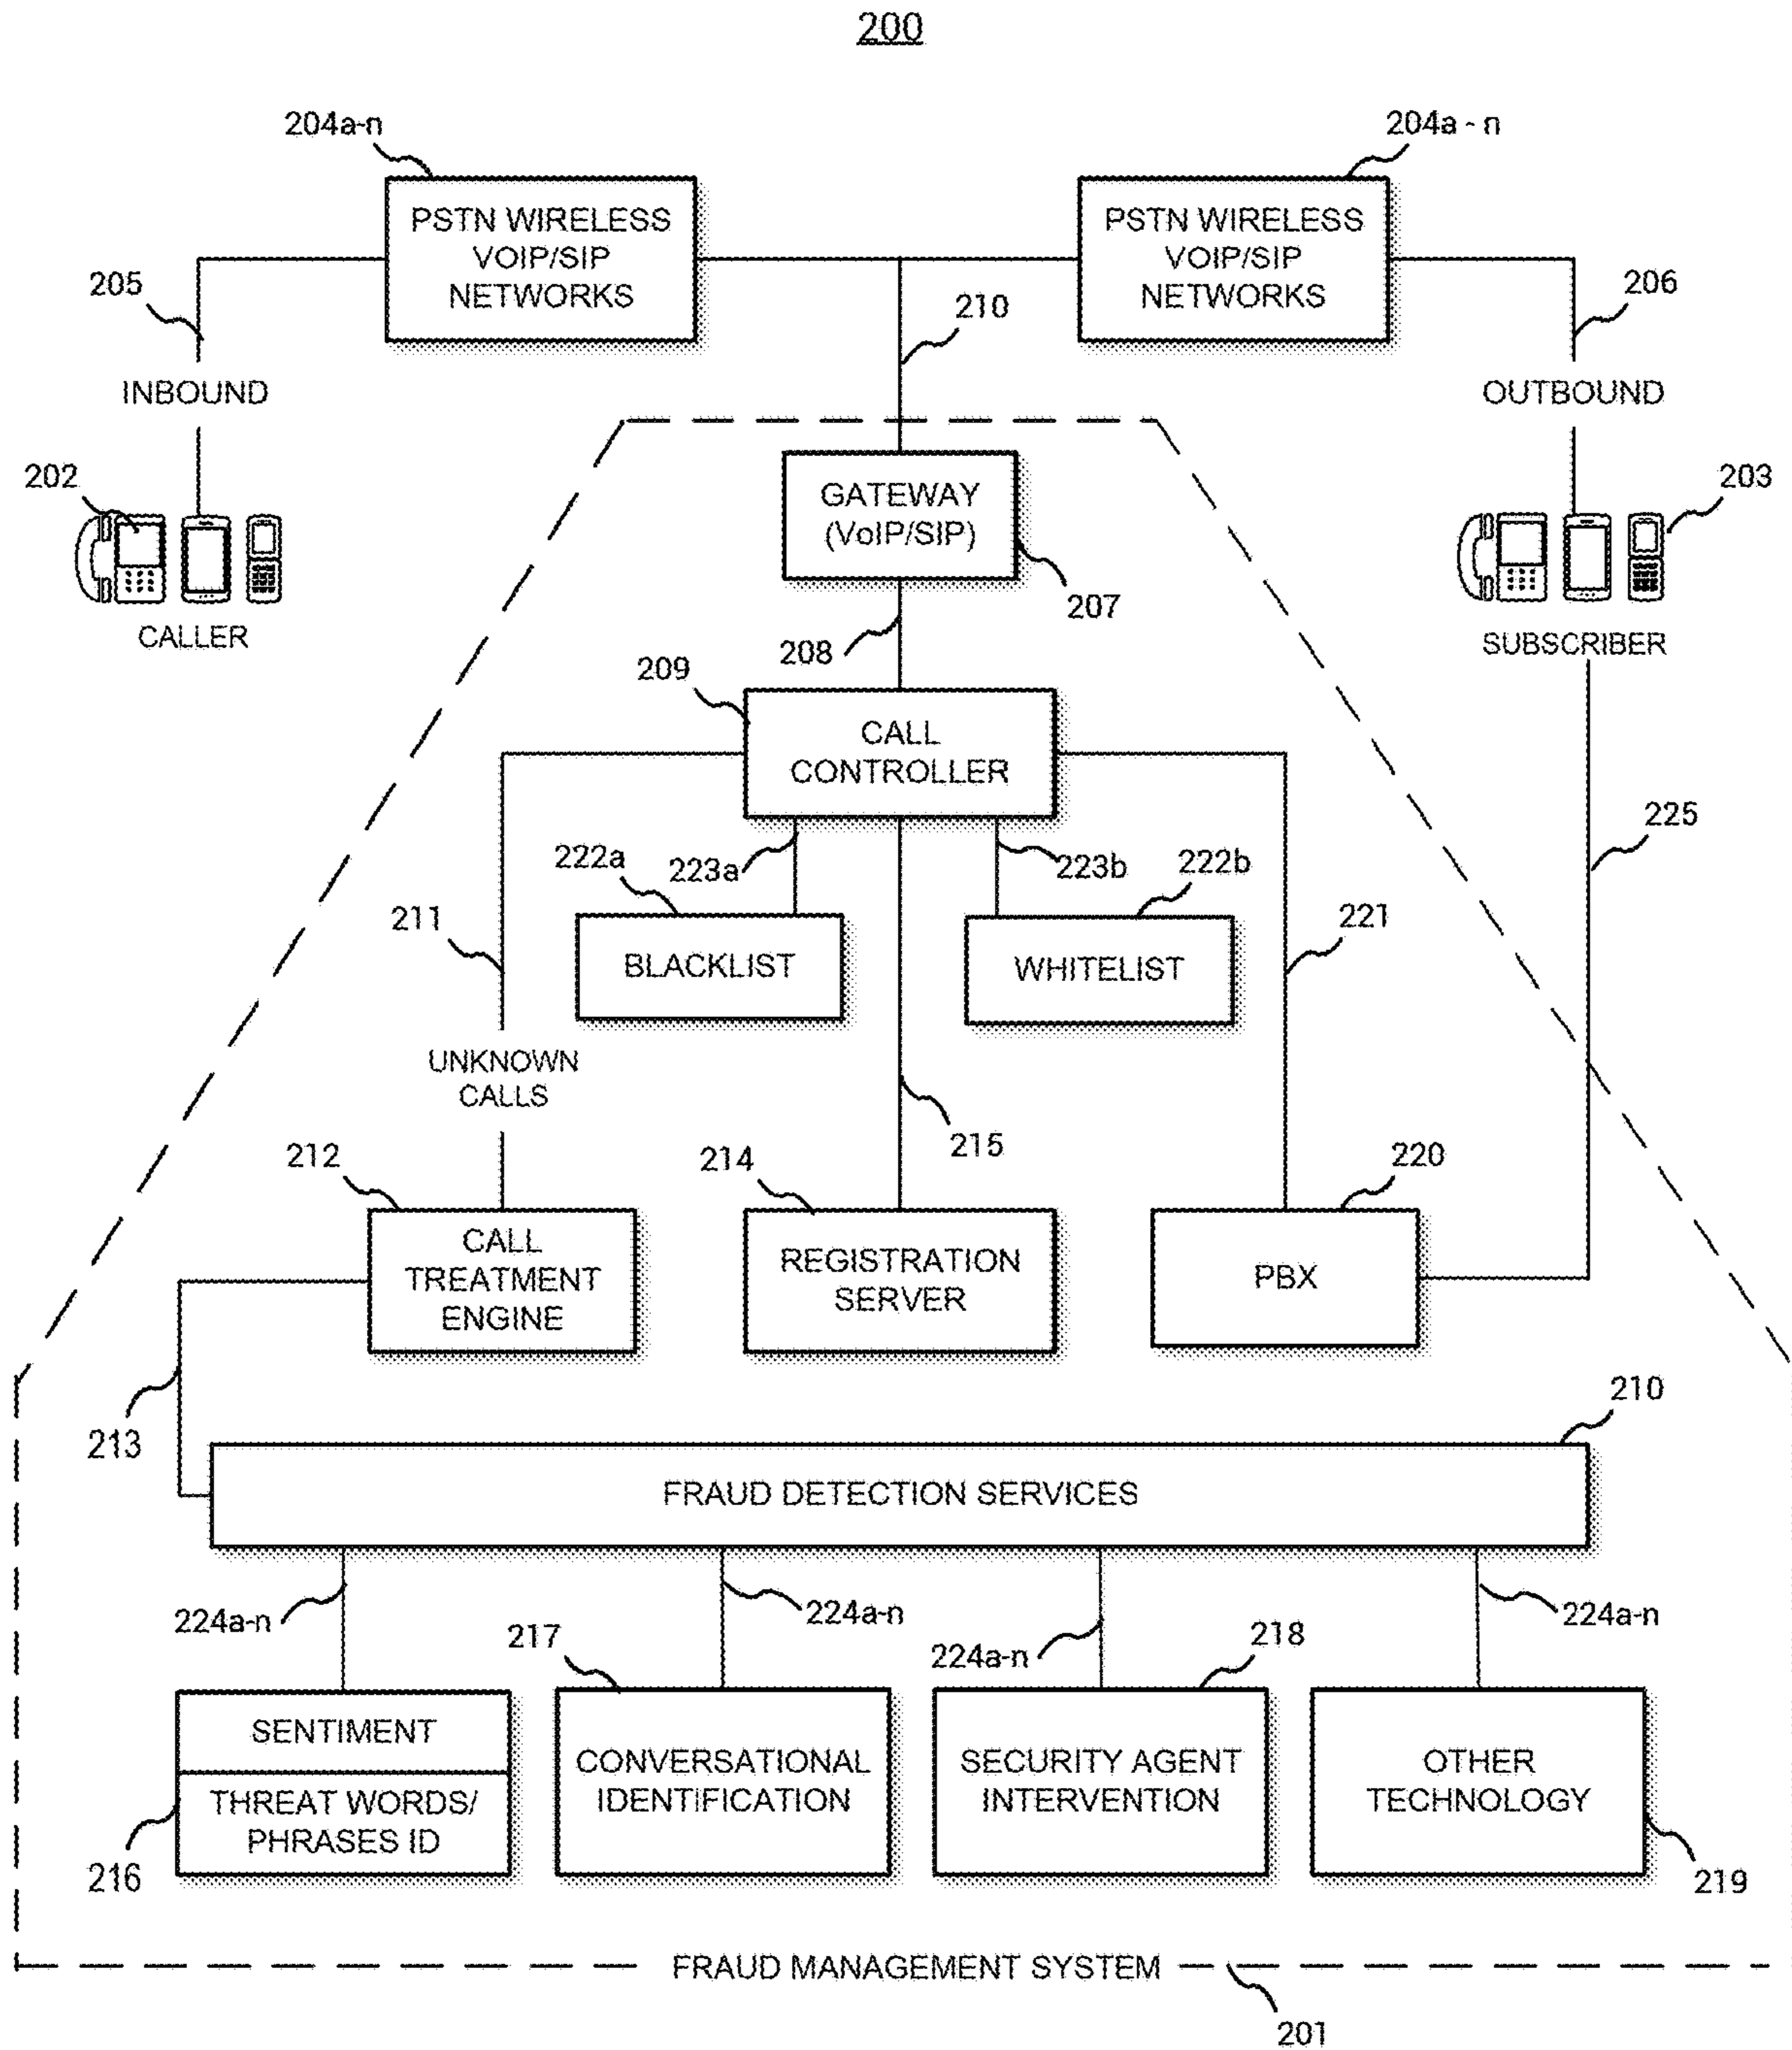 200
204a-n
204a - n
PSTN WIRELESS
VOIP/SIP
NETWORKS
PSTN WIRELESS
VOIP/SIP
NETWORKS
205
210
206
INBOUND
OUTBOUND
202
GATEWAY
(VoIP/SIP)
203
207
CALLER
SUBSCRIBER
208
209
CALL
CONTROLLER
225
222a
223a
223b
222b
211
221
BLACKLIST
WHITELIST
UNKNOWN
CALLS
215
212
214
220
CALL
TREATMENT
ENGINE
REGISTRATION
SERVER
PBX
213
210
FRAUD DETECTION SERVICES
224a-n
224a-n
224a-n
224a-n
217
218
SENTIMENT
THREAT WORDS/
PHRASES ID
CONVERSATIONAL
IDENTIFICATION
SECURITY AGENT
INTERVENTION
OTHER
TECHNOLOGY
216
219
FRAUD MANAGEMENT SYSTEM
201